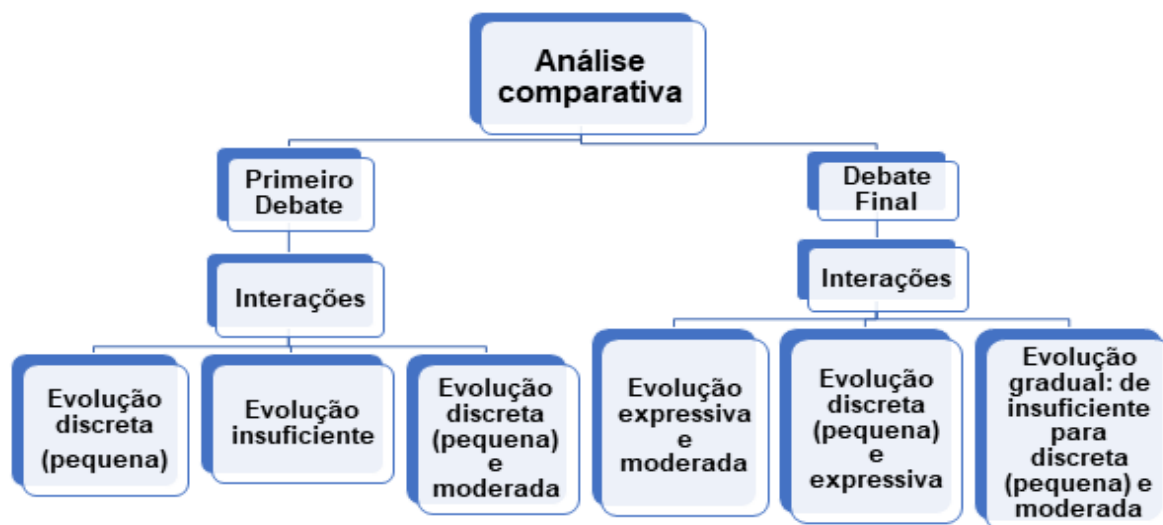 Análise
comparativa
Primeiro
Debate
Debate
Final
Interações
Interações
Evolução
discreta
(pequena)
Evolução
insuficiente
Evolução
discreta
(pequena)
e
moderada
Evolução
expressiva
e
moderada
Evolução
discreta
(pequena)
e
expressiva
Evolução
gradual: de
insuficiente
para
discreta
(pequena) e
moderada